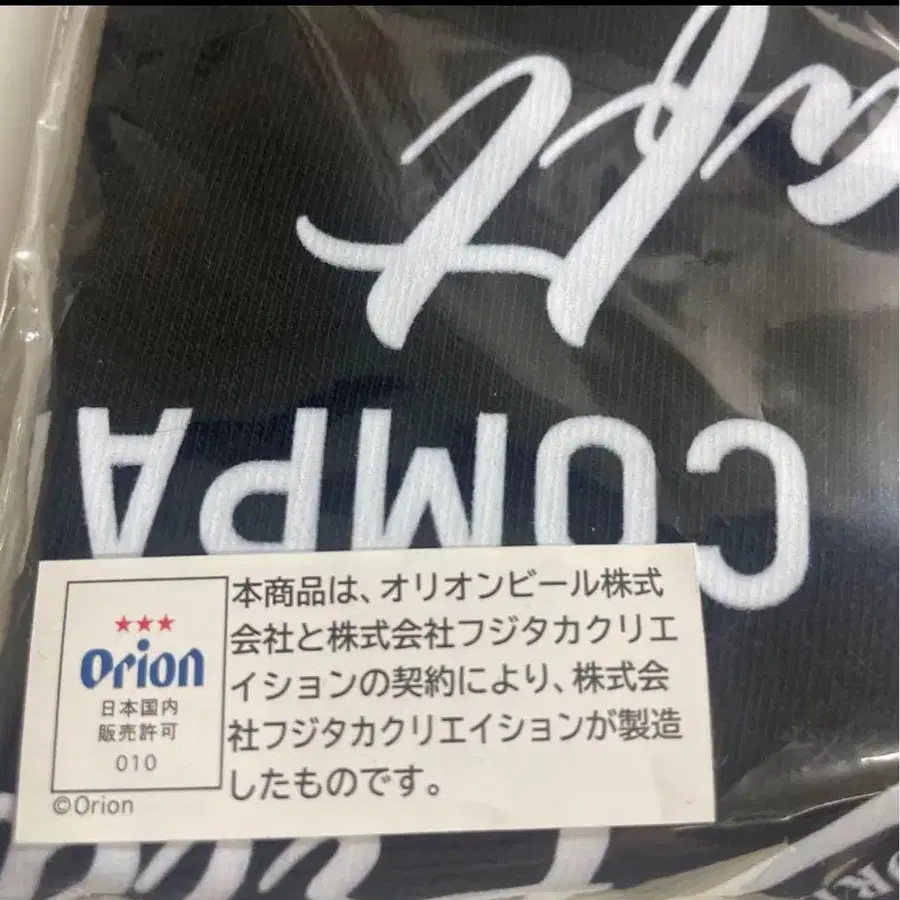 COMPA
★★★
Orion
日本国内
販売許可
010
©Orion
本商品は、オリオンビール株式
会社と株式会社フジタカクリエ
イションの契約により、株式会
社フジタカクリエイションが製造
したものです。